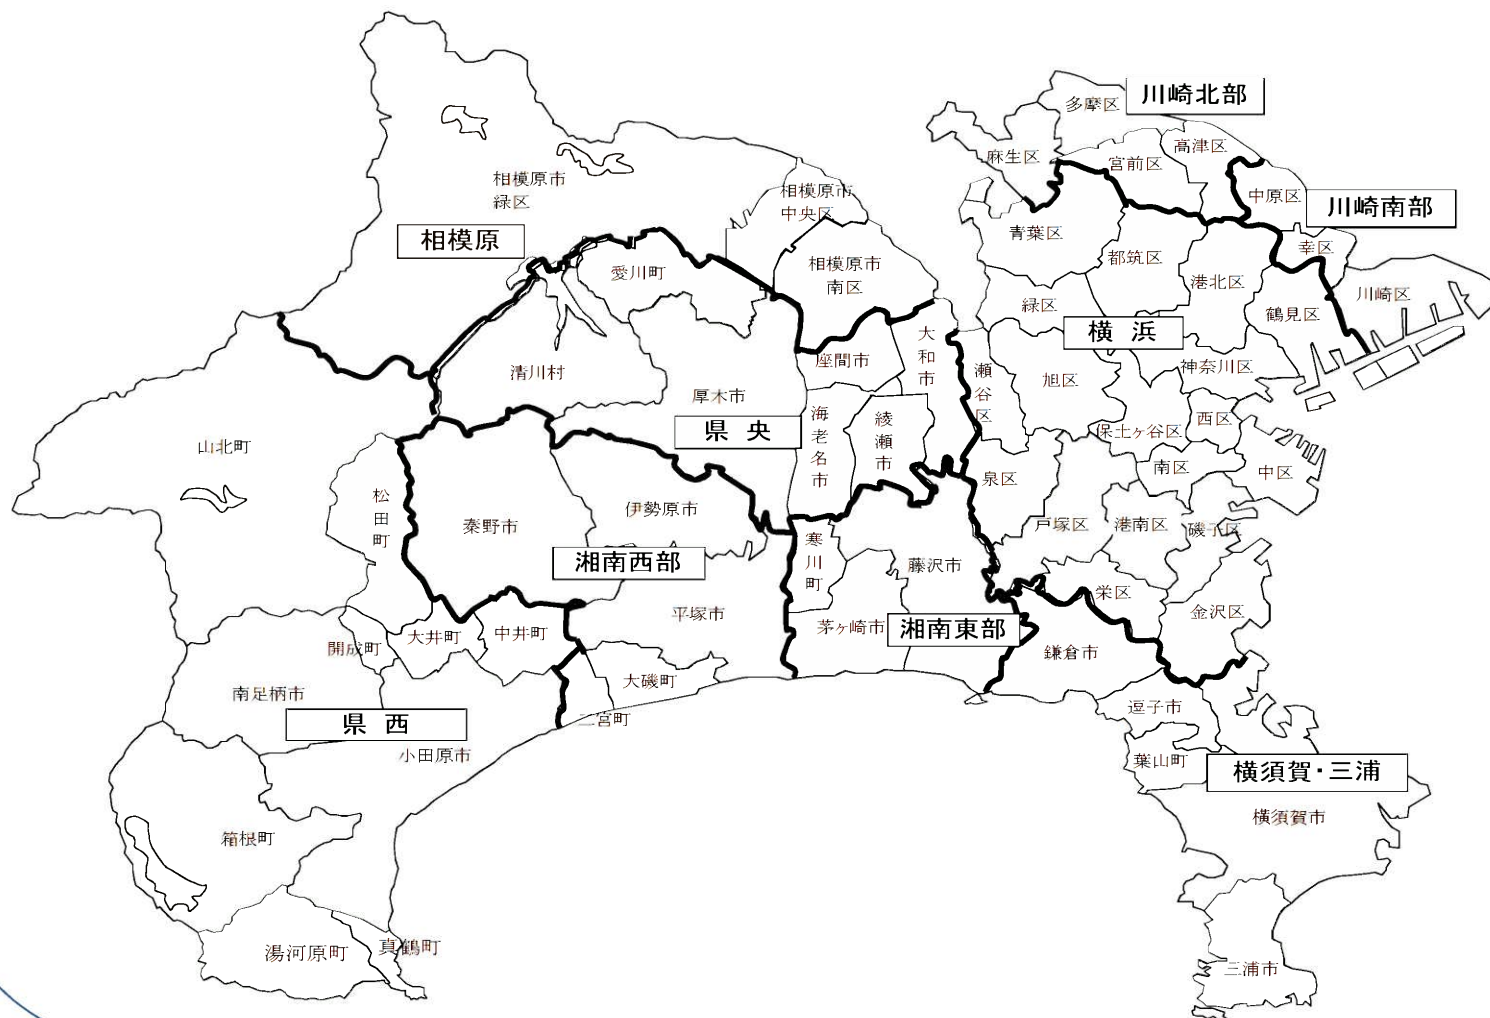 川崎北部
多摩区
高津区
麻生区
宮前区
相模原市
緑区
相模原市
中央区
中原区
川崎南部
相模原
青葉区
幸区
都筑区
愛川町
相模原市
南区
港北区
川崎区
緑区
鶴見区
横 浜
大和市
座間市
清川村
瀬谷区
旭区
神奈川区
厚木市
海老名市
綾瀬市
県 央
保土ヶ谷区
西区
山北町
南区
中区
泉区
松田町
秦野市
伊勢原市
戸塚区
港南区
磯子区
寒川町
藤沢市
湘南西部
栄区
平塚市
金沢区
茅ヶ崎市
湘南東部
開成町
大井町
中井町
鎌倉市
南足柄市
大磯町
逗子市
県 西
二宮町
小田原市
葉山町
横須賀・三浦
横須賀市
箱根町
湯河原町
真鶴町
三浦市